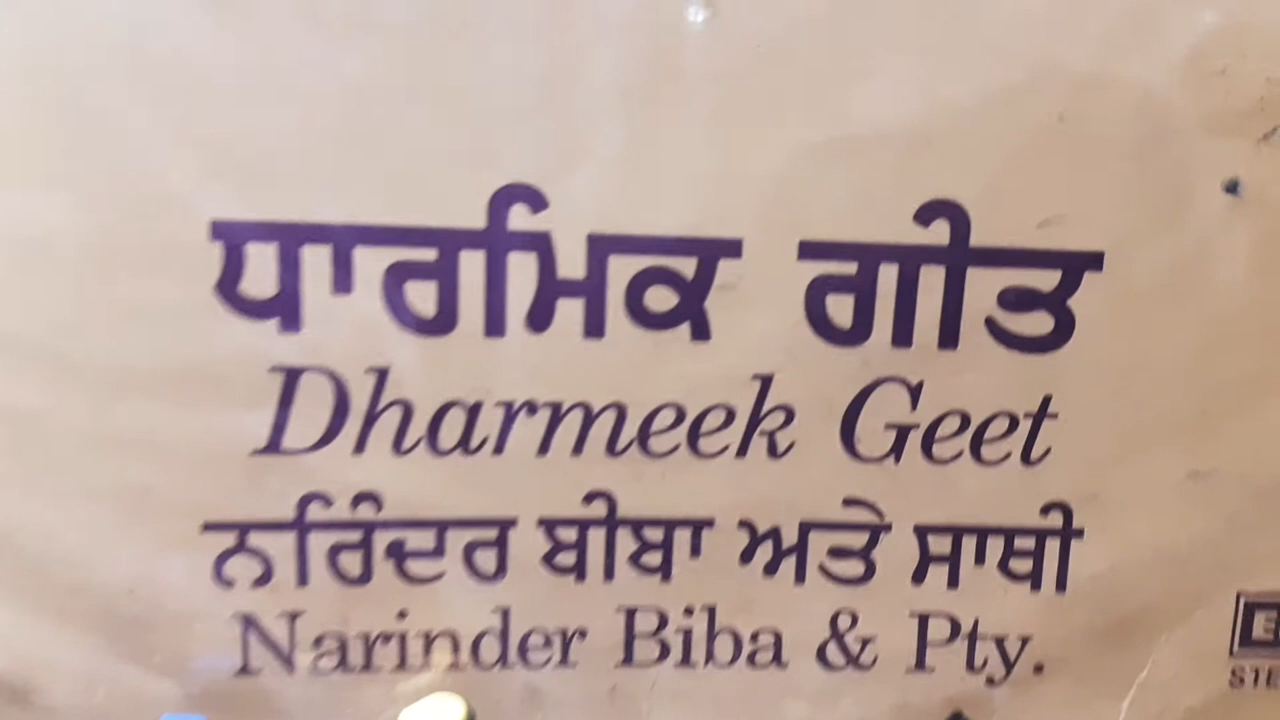 ਧਾਰਮਿਕ ਗੀਤ
Dharmeek Geet
ਨਰਿੰਦਰ ਬੀਬਾ ਅਤੇ ਸਾਥੀ
Narinder Biba & Pty.